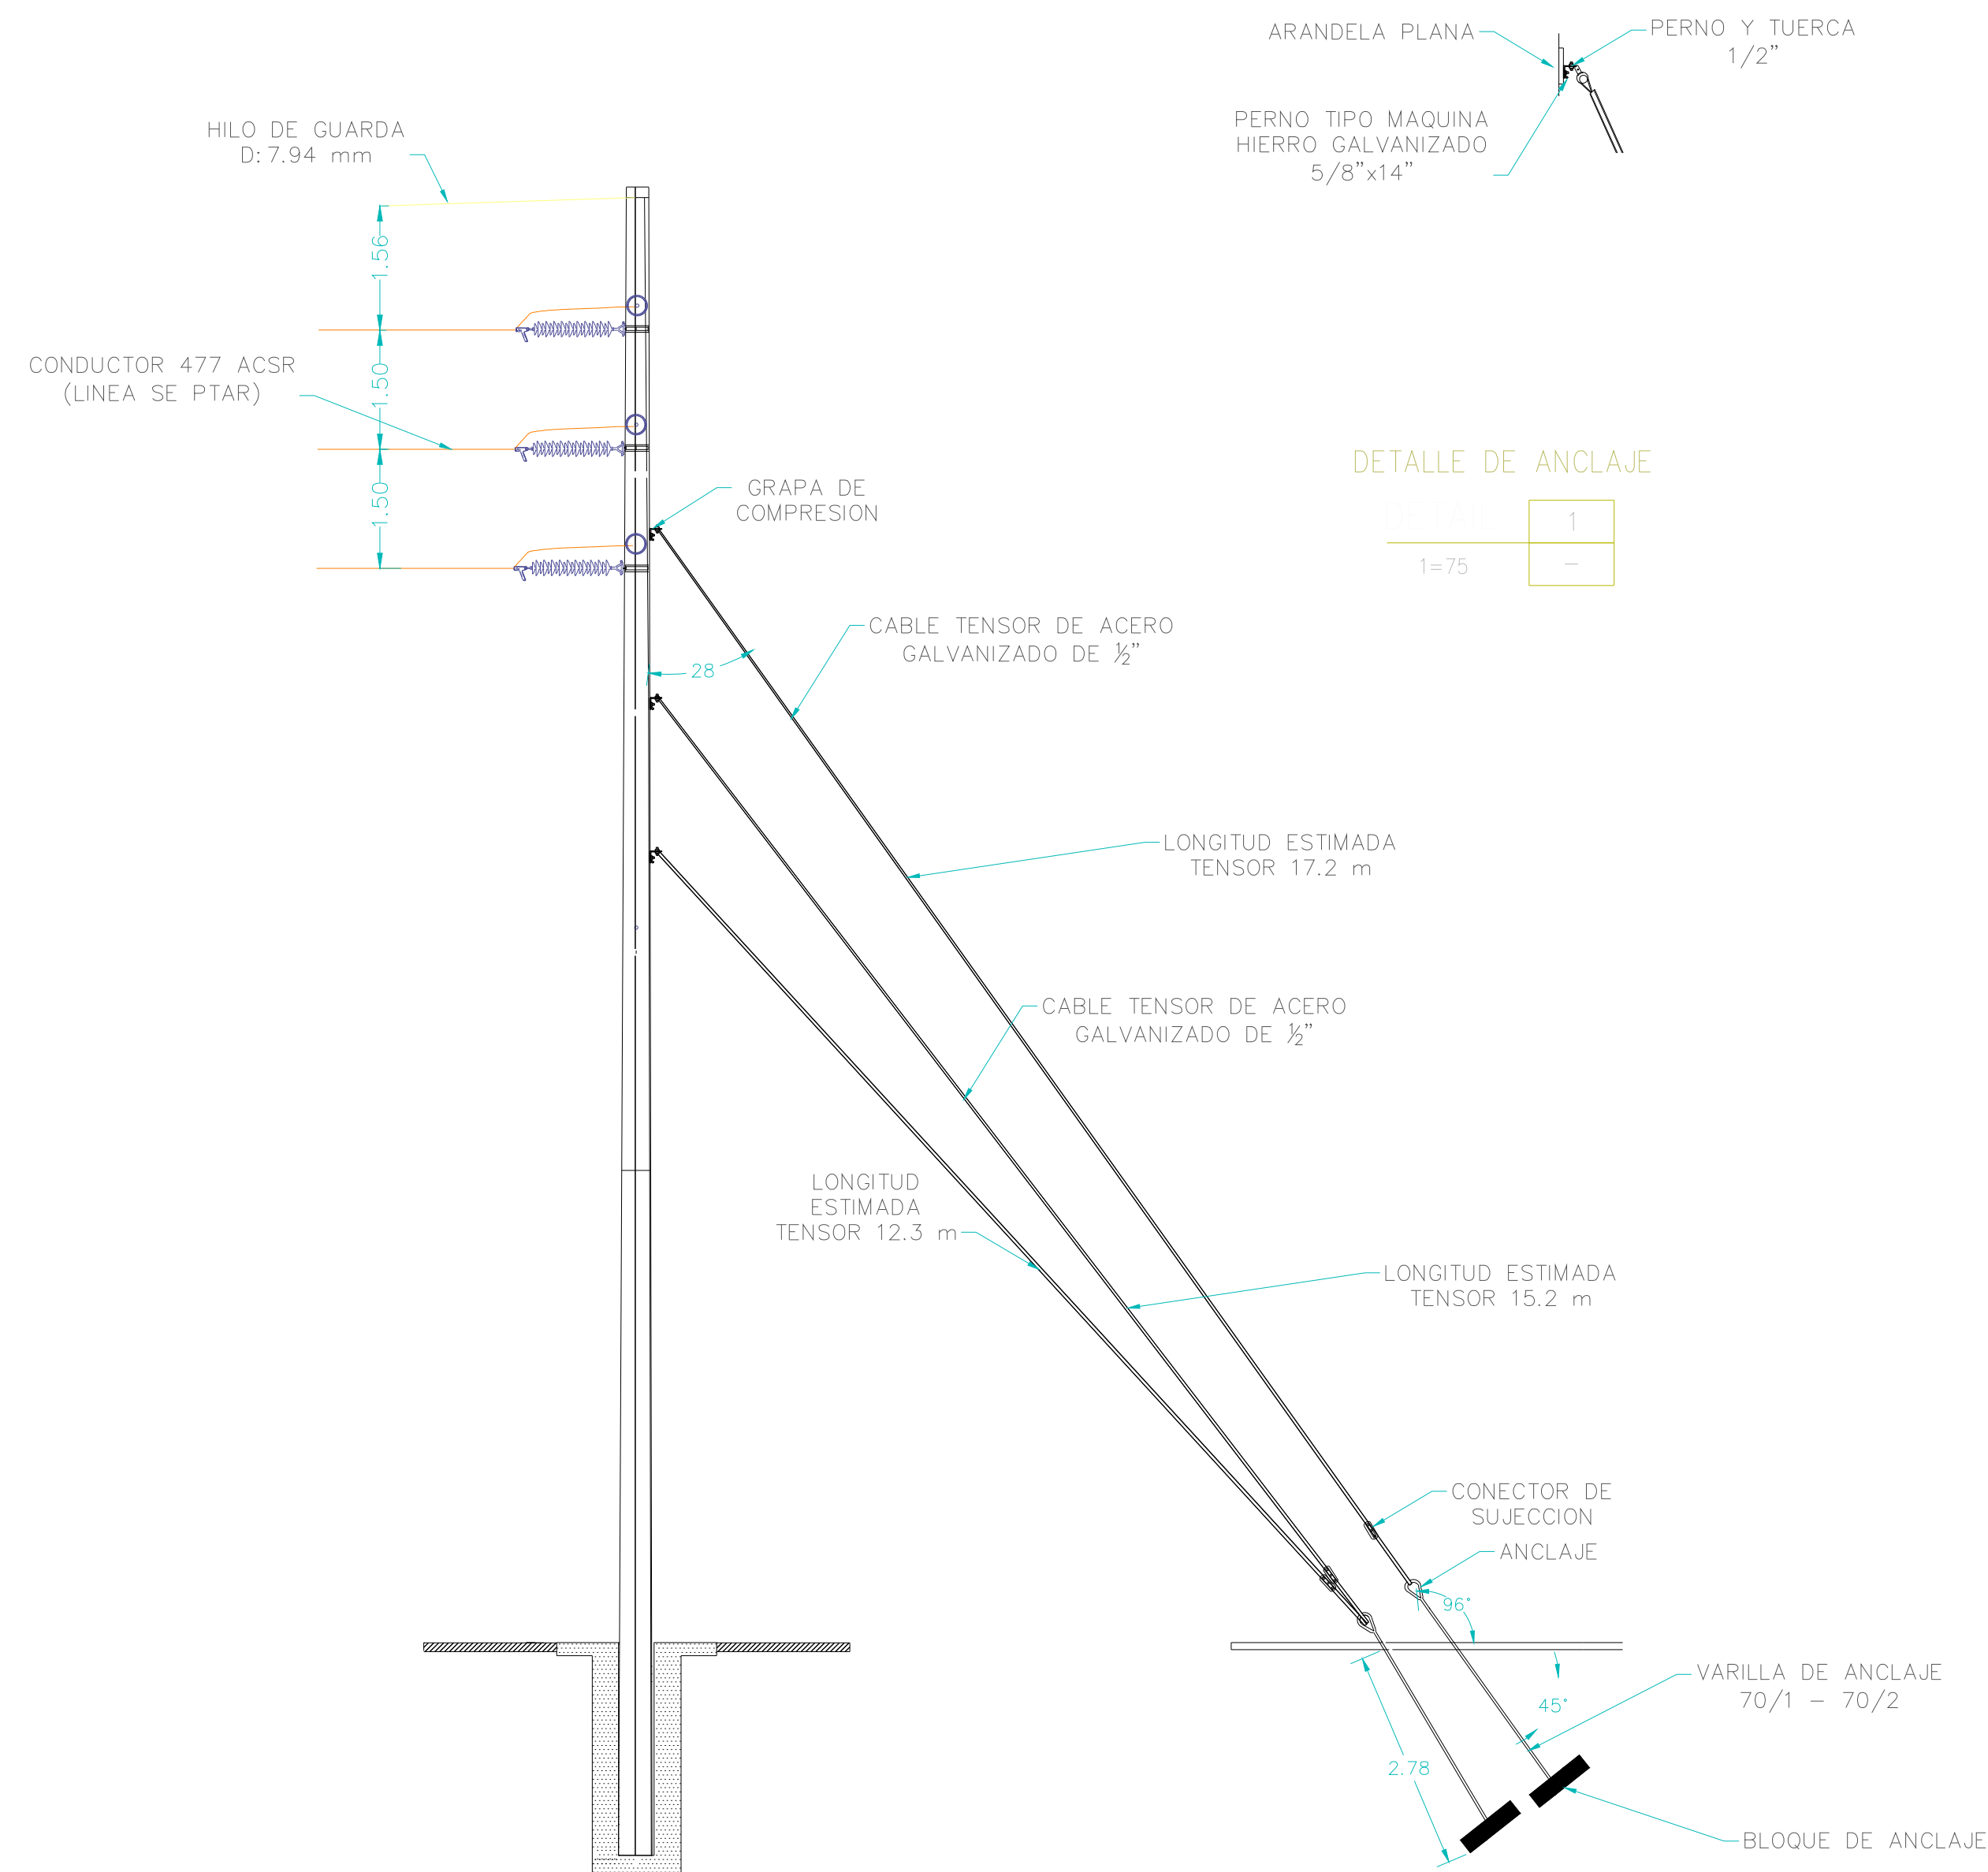 ARANDELA PLANA
PERNO Y TUERCA
1/2”
PERNO TIPO MAQUINA
HIERRO GALVANIZADO
5/8”x14”
HILO DE GUARDA
D:7.94 mm
1.56
1.50
1.50
CONDUCTOR 477 ACSR
(LINEA SE PTAR)
GRAPA DE
COMPRESION
DETALLE DE ANCLAJE
1
1=75
–
CABLE TENSOR DE ACERO
GALVANIZADO DE ½”
28
LONGITUD ESTIMADA
TENSOR 17.2 m
CABLE TENSOR DE ACERO
GALVANIZADO DE ½”
LONGITUD
ESTIMADA
TENSOR 12.3 m
LONGITUD ESTIMADA
TENSOR 15.2 m
CONECTOR DE
SUJECCION
ANCLAJE
96°
45°
VARILLA DE ANCLAJE
70/1 – 70/2
2.78
BLOQUE DE ANCLAJE